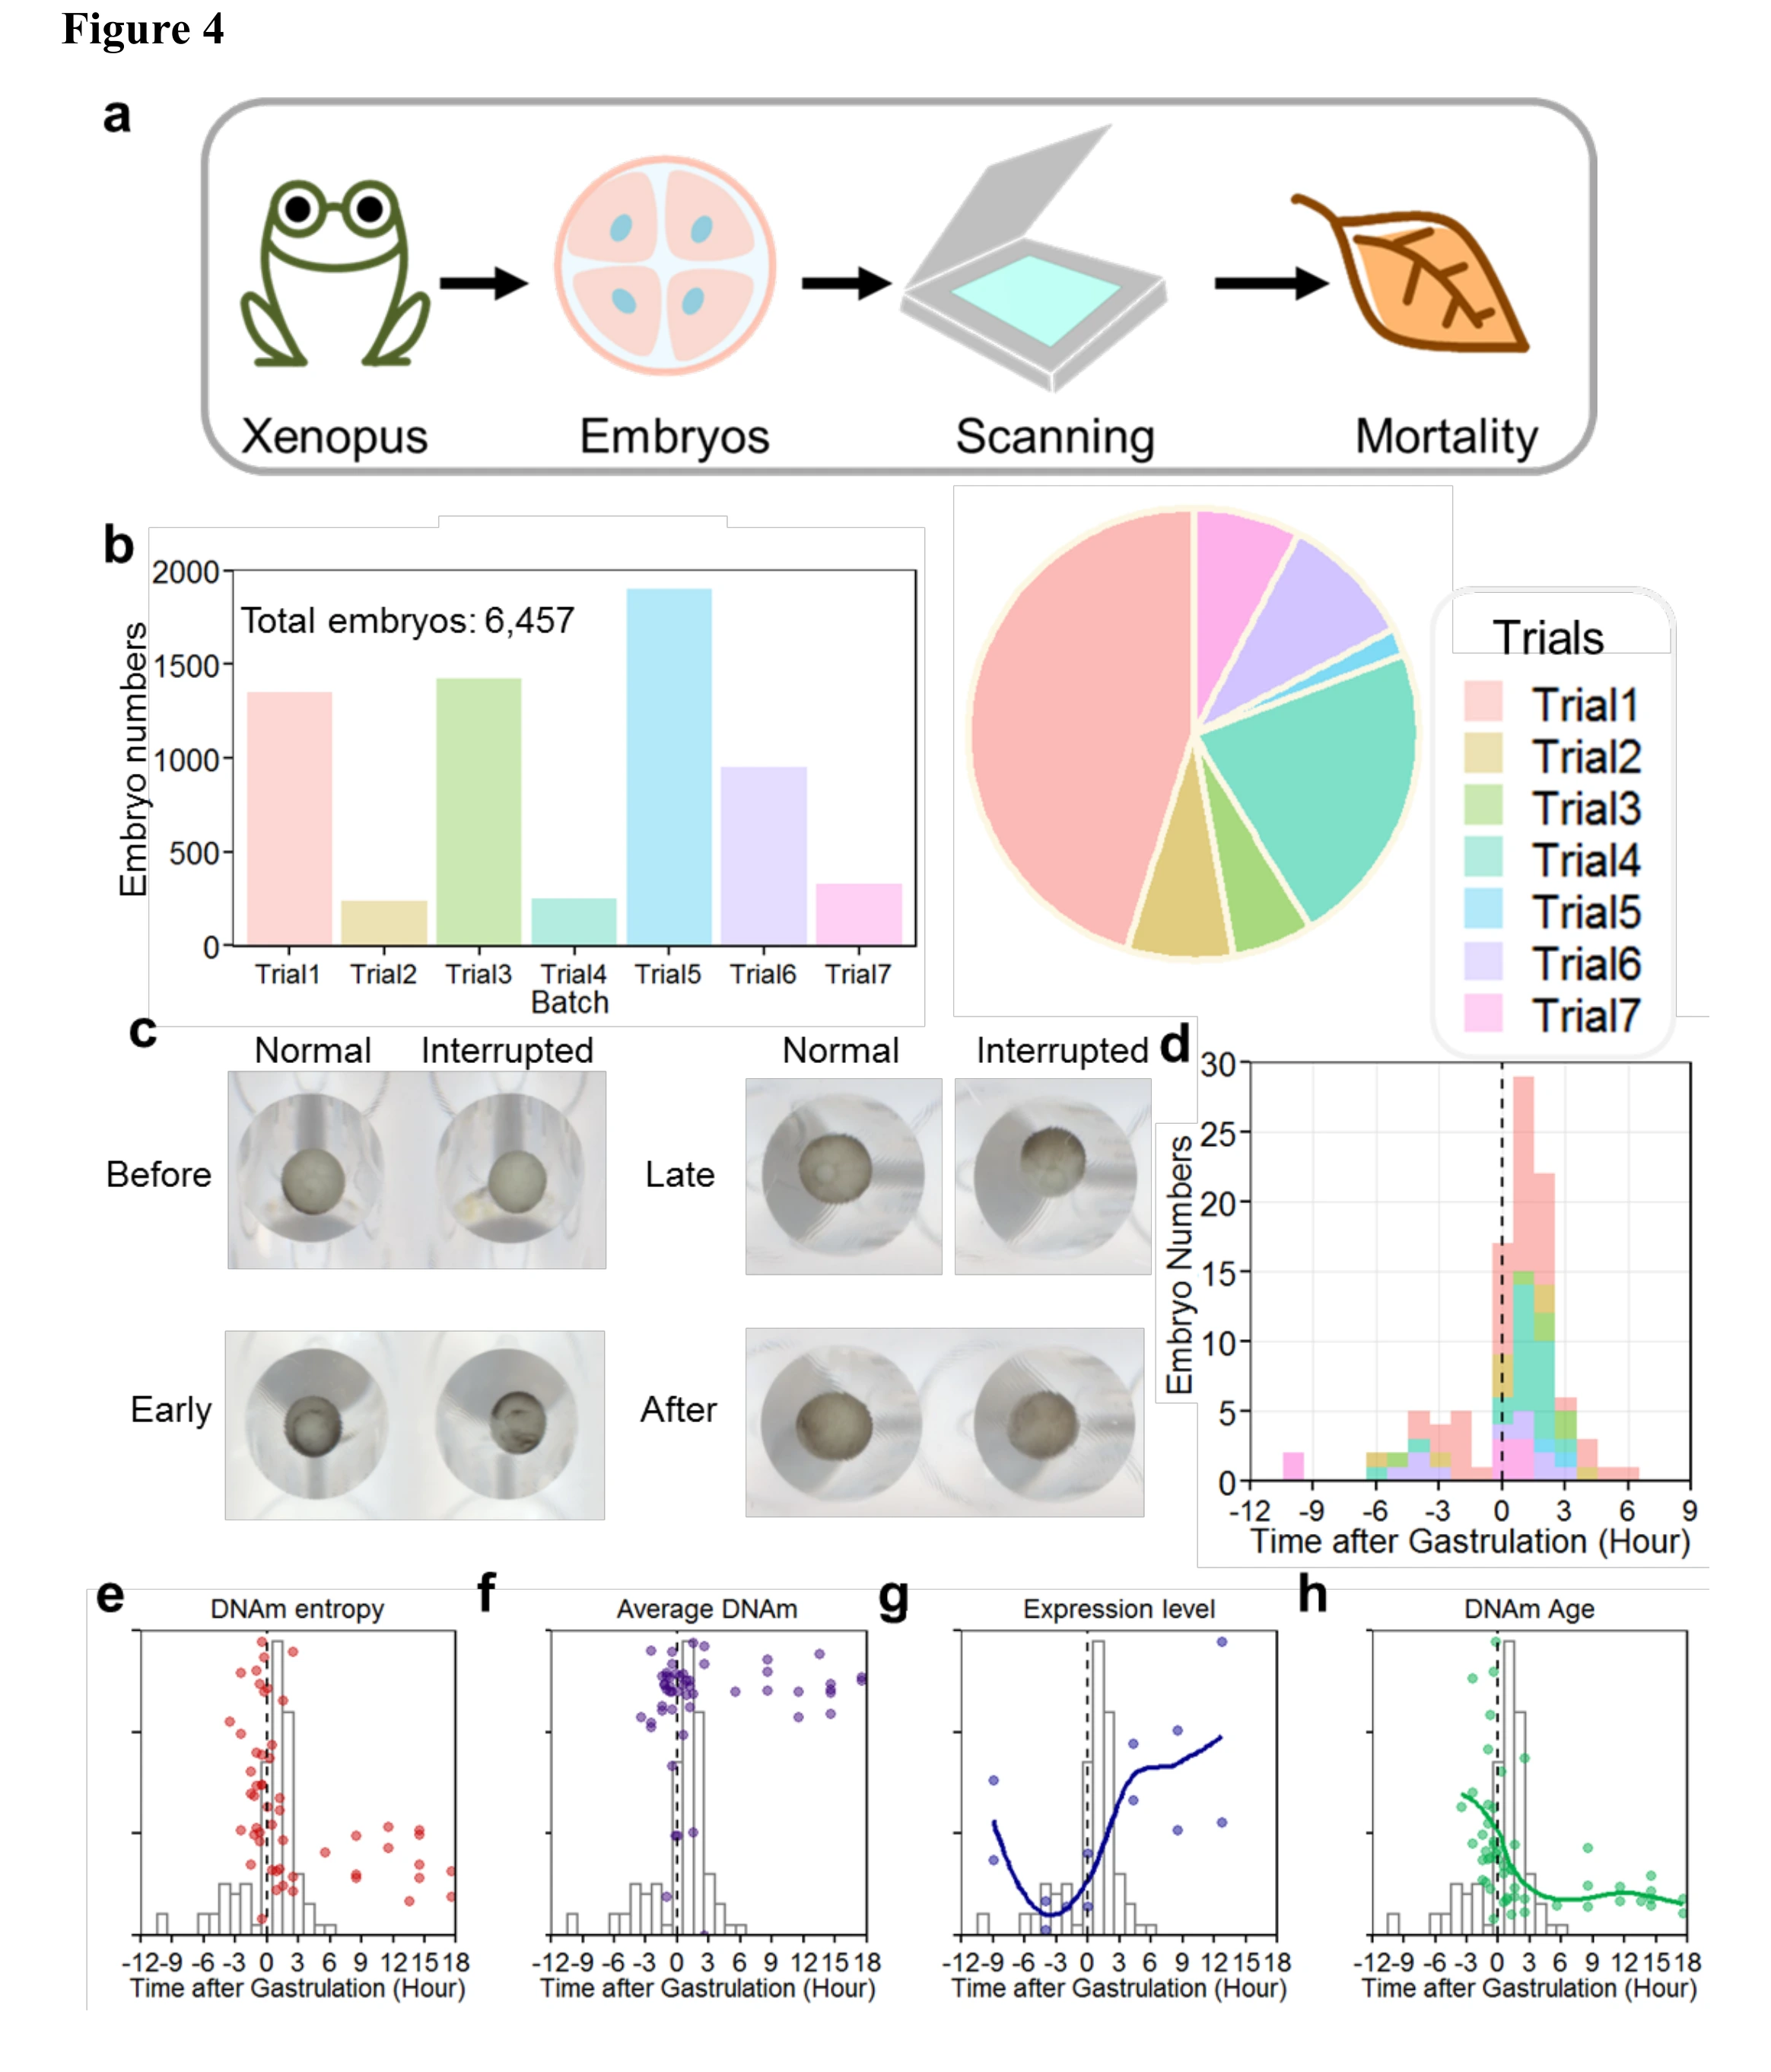 Figure 4
a
Xenopus
Embryos
Scanning
Mortality
b
Embryo numbers
2000
1500
1000
500
0
Total embryos: 6,457
Trial1 Trial2 Trial3 Trial4 Trial5 Trial6 Trial7
Batch
Trials
Trial1
Trial2
Trial3
Trial4
Trial5
Trial6
Trial7
c
Normal Interrupted
Normal Interrupted
Before
Late
Early
After
d
Embryo Numbers
30
25
20
15
10
5
0
-12 -9 -6 -3 0 3 6 9
Time after Gastrulation (Hour)
e
DNAm entropy
-12 -9 -6 -3 0 3 6 9 12 15 18
Time after Gastrulation (Hour)
f
Average DNAm
-12 -9 -6 -3 0 3 6 9 12 15 18
Time after Gastrulation (Hour)
g
Expression level
-12 -9 -6 -3 0 3 6 9 12 15 18
Time after Gastrulation (Hour)
h
DNAm Age
-12 -9 -6 -3 0 3 6 9 12 15 18
Time after Gastrulation (Hour)